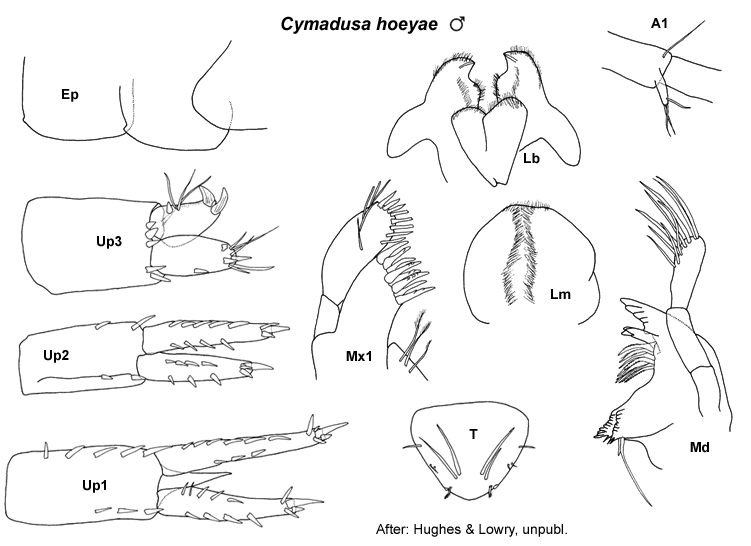 Cymadusa hoeyae ♂
A1
Ep
Lb
Up3
Lm
Up2
Mx1
T
Md
Up1
After: Hughes & Lowry, unpubl.